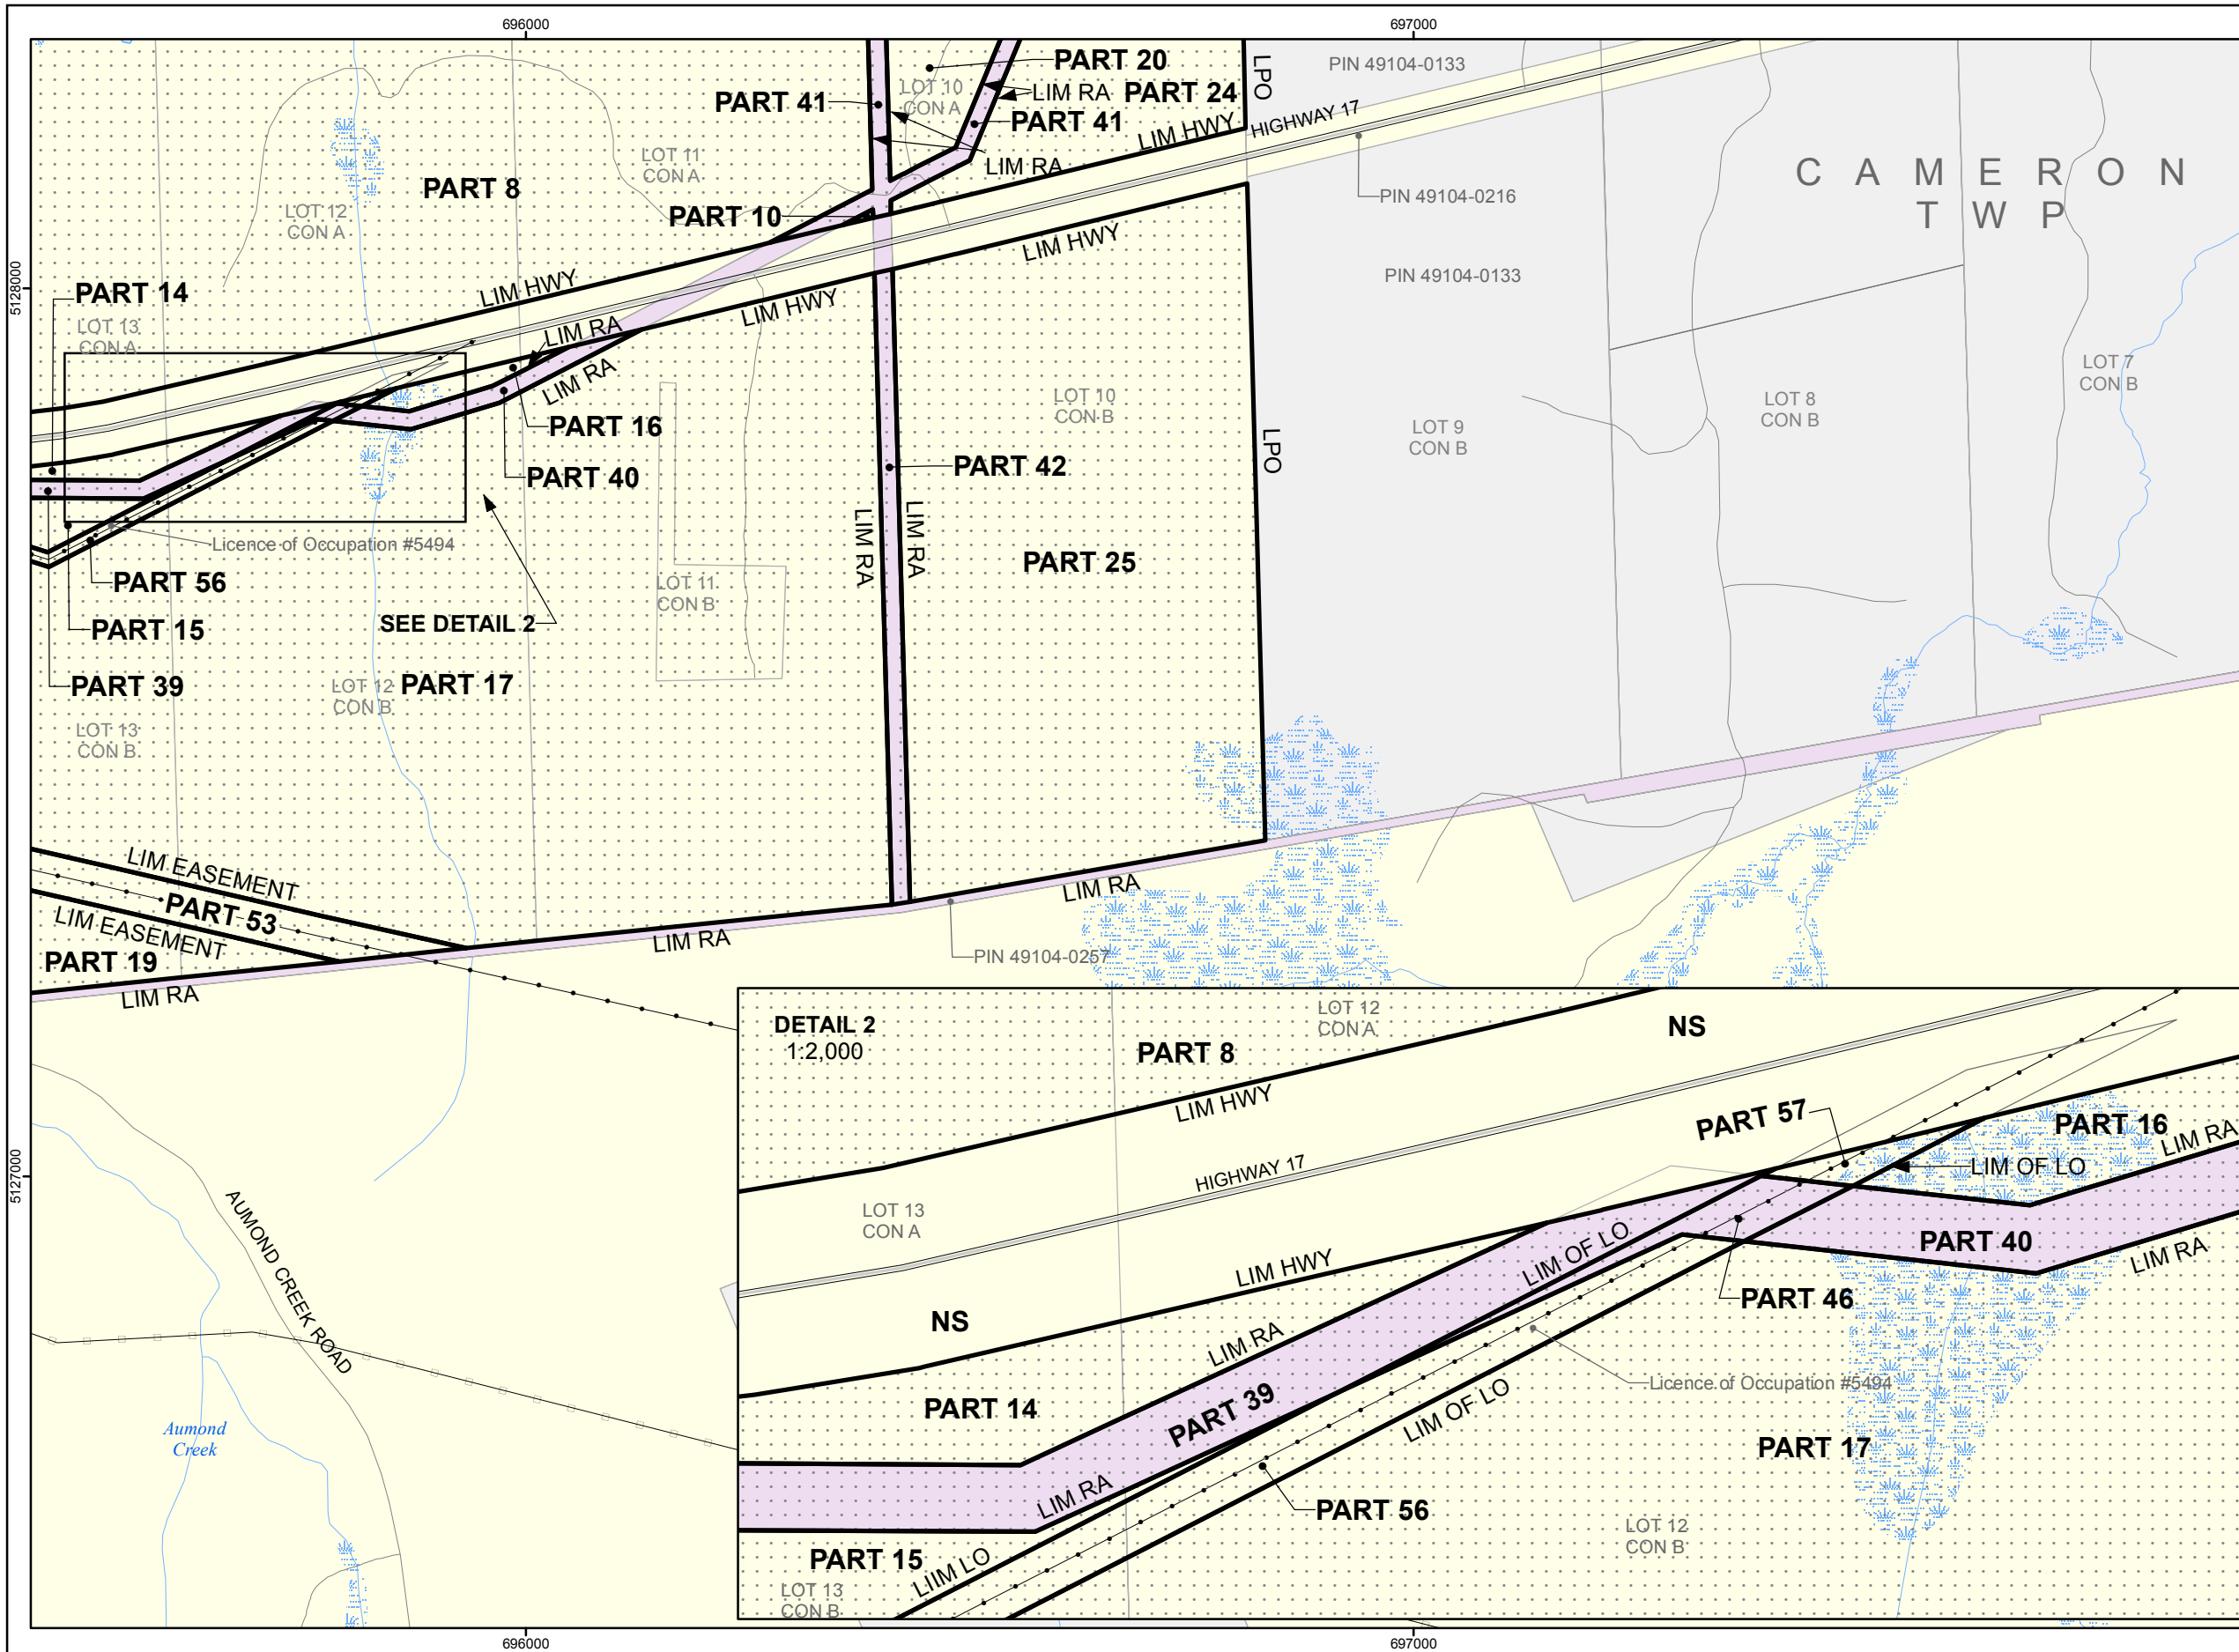 696000
697000
PART 20
LPO
PIN 49104-0133
PART 41
LOT 10
CON A
LIM RA
PART 24
PART 41
LIM HWY
HIGHWAY 17
LOT 11
CON A
LIM RA
C A M E R O N
T W P
PART 8
PIN 49104-0216
LOT 12
CON A
PART 10
LIM HWY
PIN 49104-0133
5128000
PART 14
LIM HWY
LIM HWY
LOT 13
CON A
LIM RA
LIM RA
LOT 10
CON B
LOT 9
CON B
LOT 8
CON B
LOT 7
CON B
PART 16
PART 40
PART 42
LPO
LIM RA
LIM RA
Licence of Occupation #5494
PART 56
LOT 11
CON B
PART 25
PART 15
SEE DETAIL 2
PART 39
LOT 12
CON B
PART 17
LOT 13
CON B
LIM EASEMENT
PART 53
LIM EASEMENT
PART 19
LIM RA
LIM RA
LIM RA
PIN 49104-0257
5127000
AUMOND CREEK ROAD
Aumond
Creek
DETAIL 2
1:2,000
LOT 12
CON A
NS
PART 8
LIM HWY
PART 57
PART 16
LIM RA
LIM OF LO
HIGHWAY 17
LOT 13
CON A
LIM OF LO
PART 40
LIM RA
LIM HWY
PART 46
NS
LIM RA
Licence of Occupation #5494
PART 14
PART 39
LIM OF LO
PART 17
LIM RA
PART 56
LOT 12
CON B
PART 15
LIIM LO
LOT 13
CON B
696000
697000